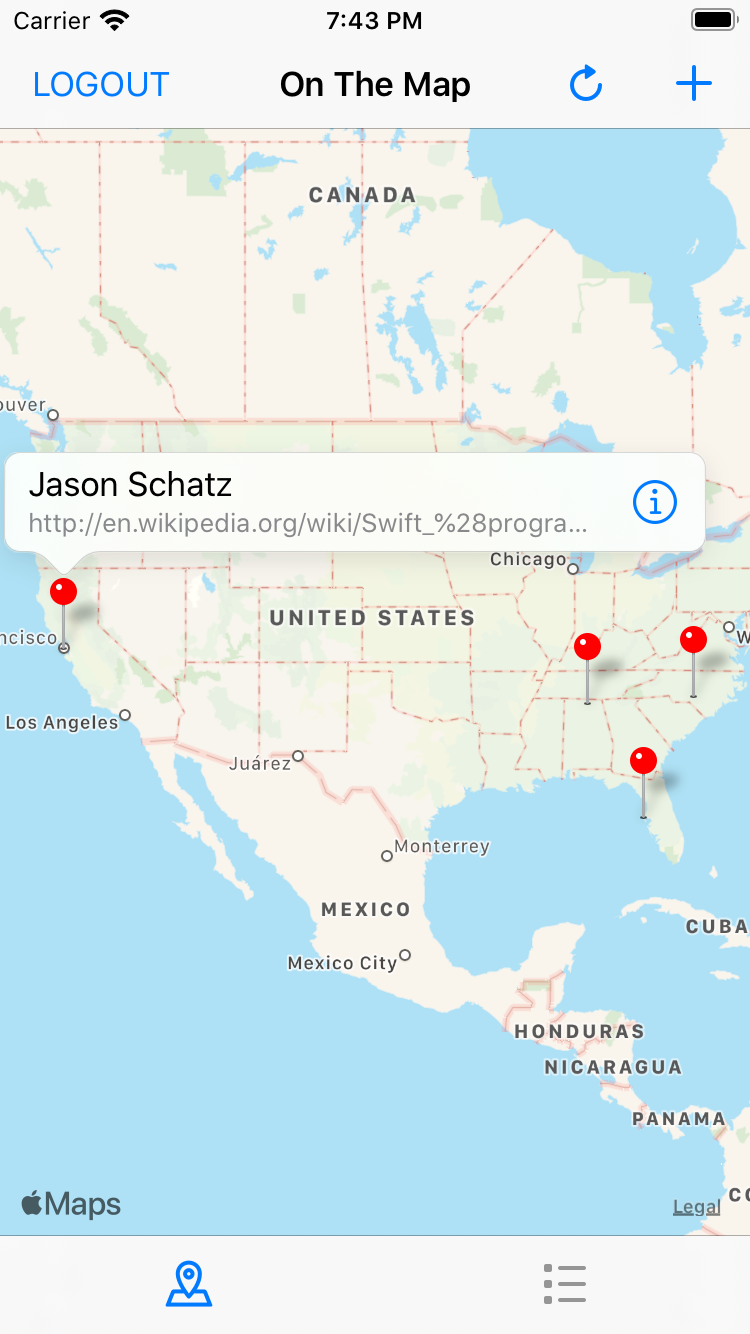 Carrier 7:43 PM
LOGOUT On The Map
CANADA
ouver
Jason Schatz
http://en.wikipedia.org/wiki/Swift_%28progra...
Chicago
UNITED STATES
ncisco
W
Los Angeles
Juárez
Monterrey
MEXICO
CUBA
Mexico City
HONDURAS
NICARAGUA
PANAMA
CO
Maps
Legal